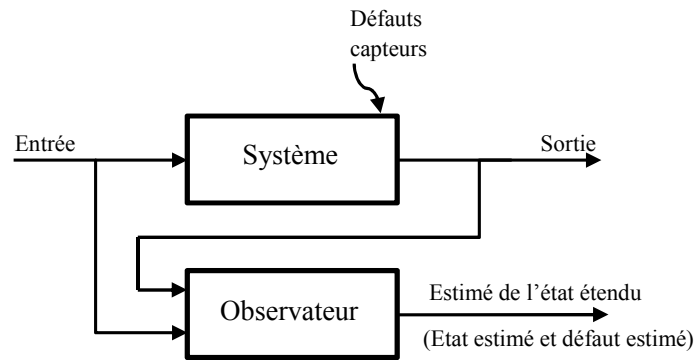 Défauts
capteurs
Entrée
Système
Sortie
Observateur
Estimé de l’état étendu
(Etat estimé et défaut estimé)